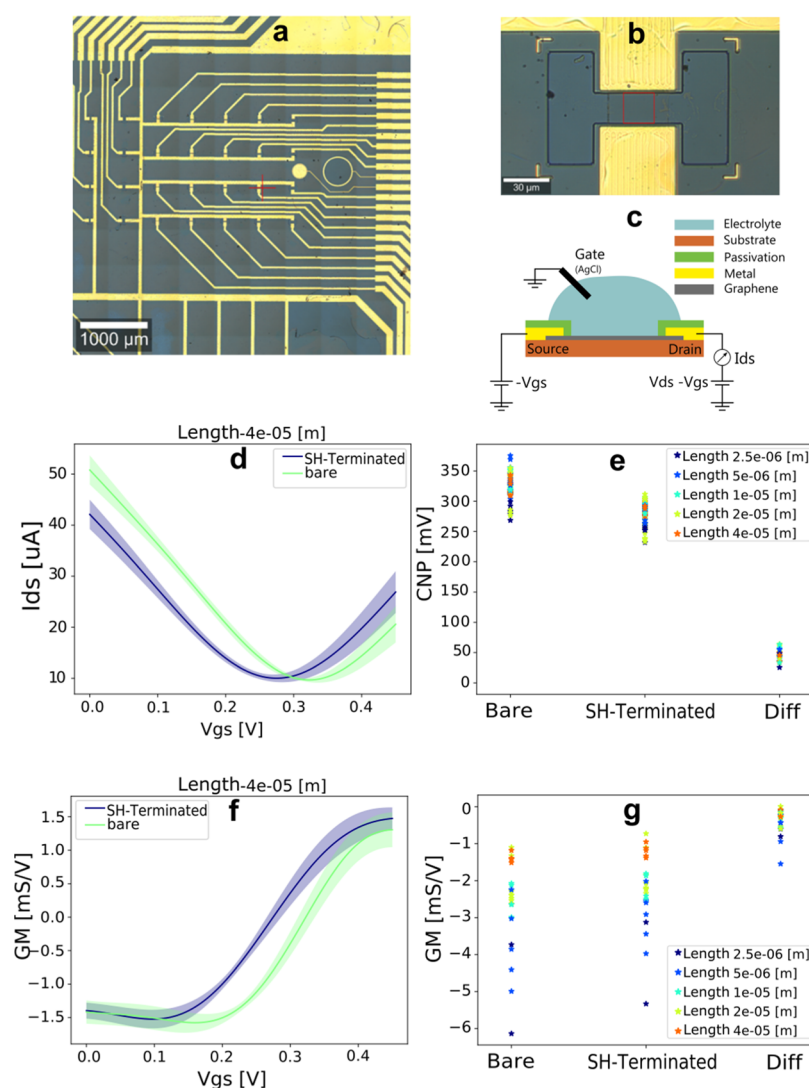 a
1000 µm
b
30 µm
c
Gate
(AgCl)
Electrolyte
Substrate
Passivation
Metal
Graphene
Source
Drain
Ids
-Vgs
Vds -Vgs
Length-4e-05 [m]
d
SH-Terminated
bare
50
40
30
20
10
Ids [uA]
0.0 0.1 0.2 0.3 0.4
Vgs [V]
e
Length 2.5e-06 [m]
Length 5e-06 [m]
Length 1e-05 [m]
Length 2e-05 [m]
Length 4e-05 [m]
350
300
250
200
150
100
50
0
CNP [mV]
Bare SH-Terminated Diff
Length-4e-05 [m]
f
SH-Terminated
bare
1.5
1.0
0.5
0.0
−0.5
−1.0
−1.5
GM [mS/V]
0.0 0.1 0.2 0.3 0.4
Vgs [V]
g
0
−1
−2
−3
−4
−5
−6
GM [mS/V]
Length 2.5e-06 [m]
Length 5e-06 [m]
Length 1e-05 [m]
Length 2e-05 [m]
Length 4e-05 [m]
Bare SH-Terminated Diff